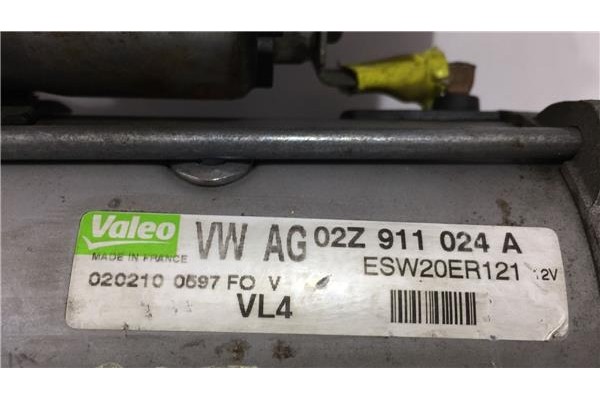 Valeo VW AG 02Z 911 024 A
MADE IN FRANCE ESW20ER121 12V
020210 0597 FO V
VL4